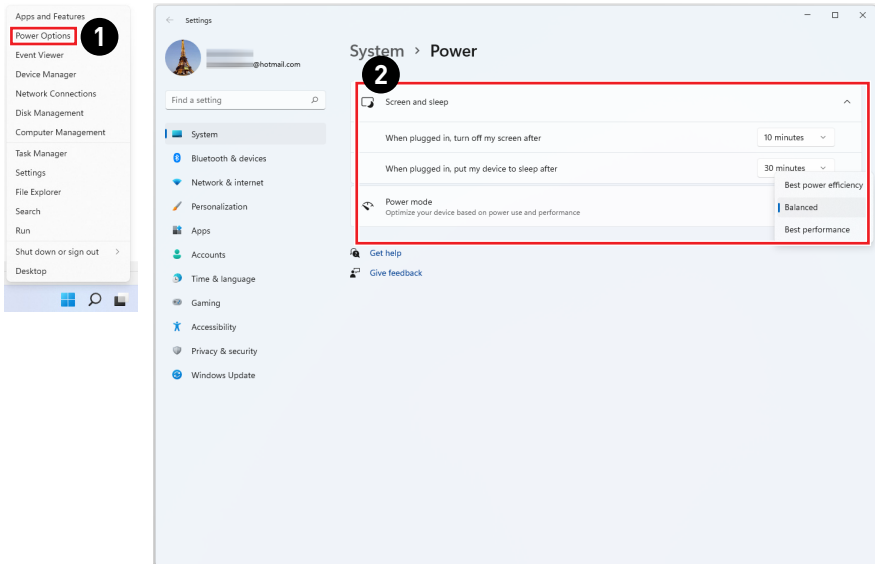 Apps and Features
Power Options
1
Event Viewer
Device Manager
Network Connections
Disk Management
Computer Management
Task Manager
Settings
File Explorer
Search
Run
Shut down or sign out
Desktop
Settings
@hotmail.com
Find a setting
System
Bluetooth & devices
Network & internet
Personalization
Apps
Accounts
Time & language
Gaming
Accessibility
Privacy & security
Windows Update
System > Power
2
Screen and sleep
When plugged in, turn off my screen after 10 minutes
When plugged in, put my device to sleep after 30 minutes
Power mode
Optimize your device based on power use and performance
Best power efficiency
Balanced
Best performance
Get help
Give feedback